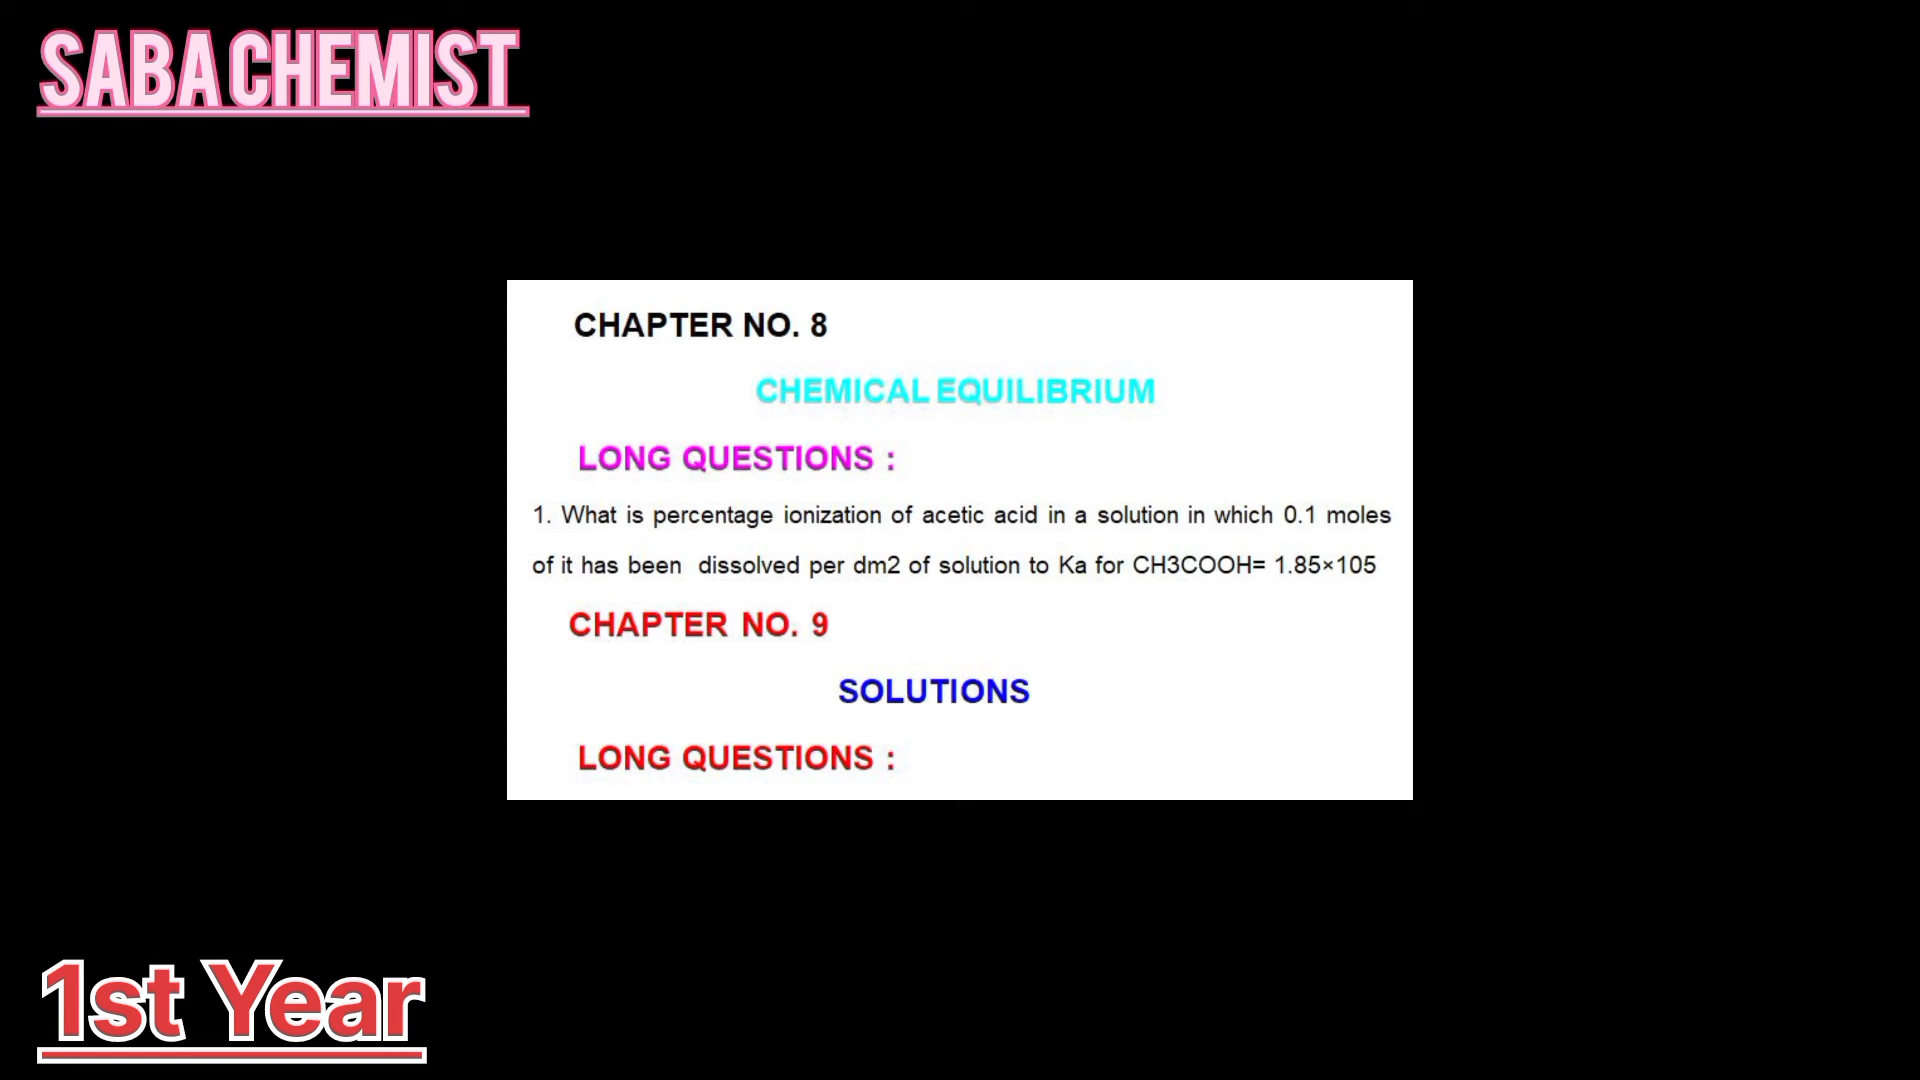 SABA CHEMIST
CHAPTER NO. 8
CHEMICAL EQUILIBRIUM
LONG QUESTIONS :
1. What is percentage ionization of acetic acid in a solution in which 0.1 moles
of it has been dissolved per dm2 of solution to Ka for CH3COOH= 1.85×105
CHAPTER NO. 9
SOLUTIONS
LONG QUESTIONS :
1st Year